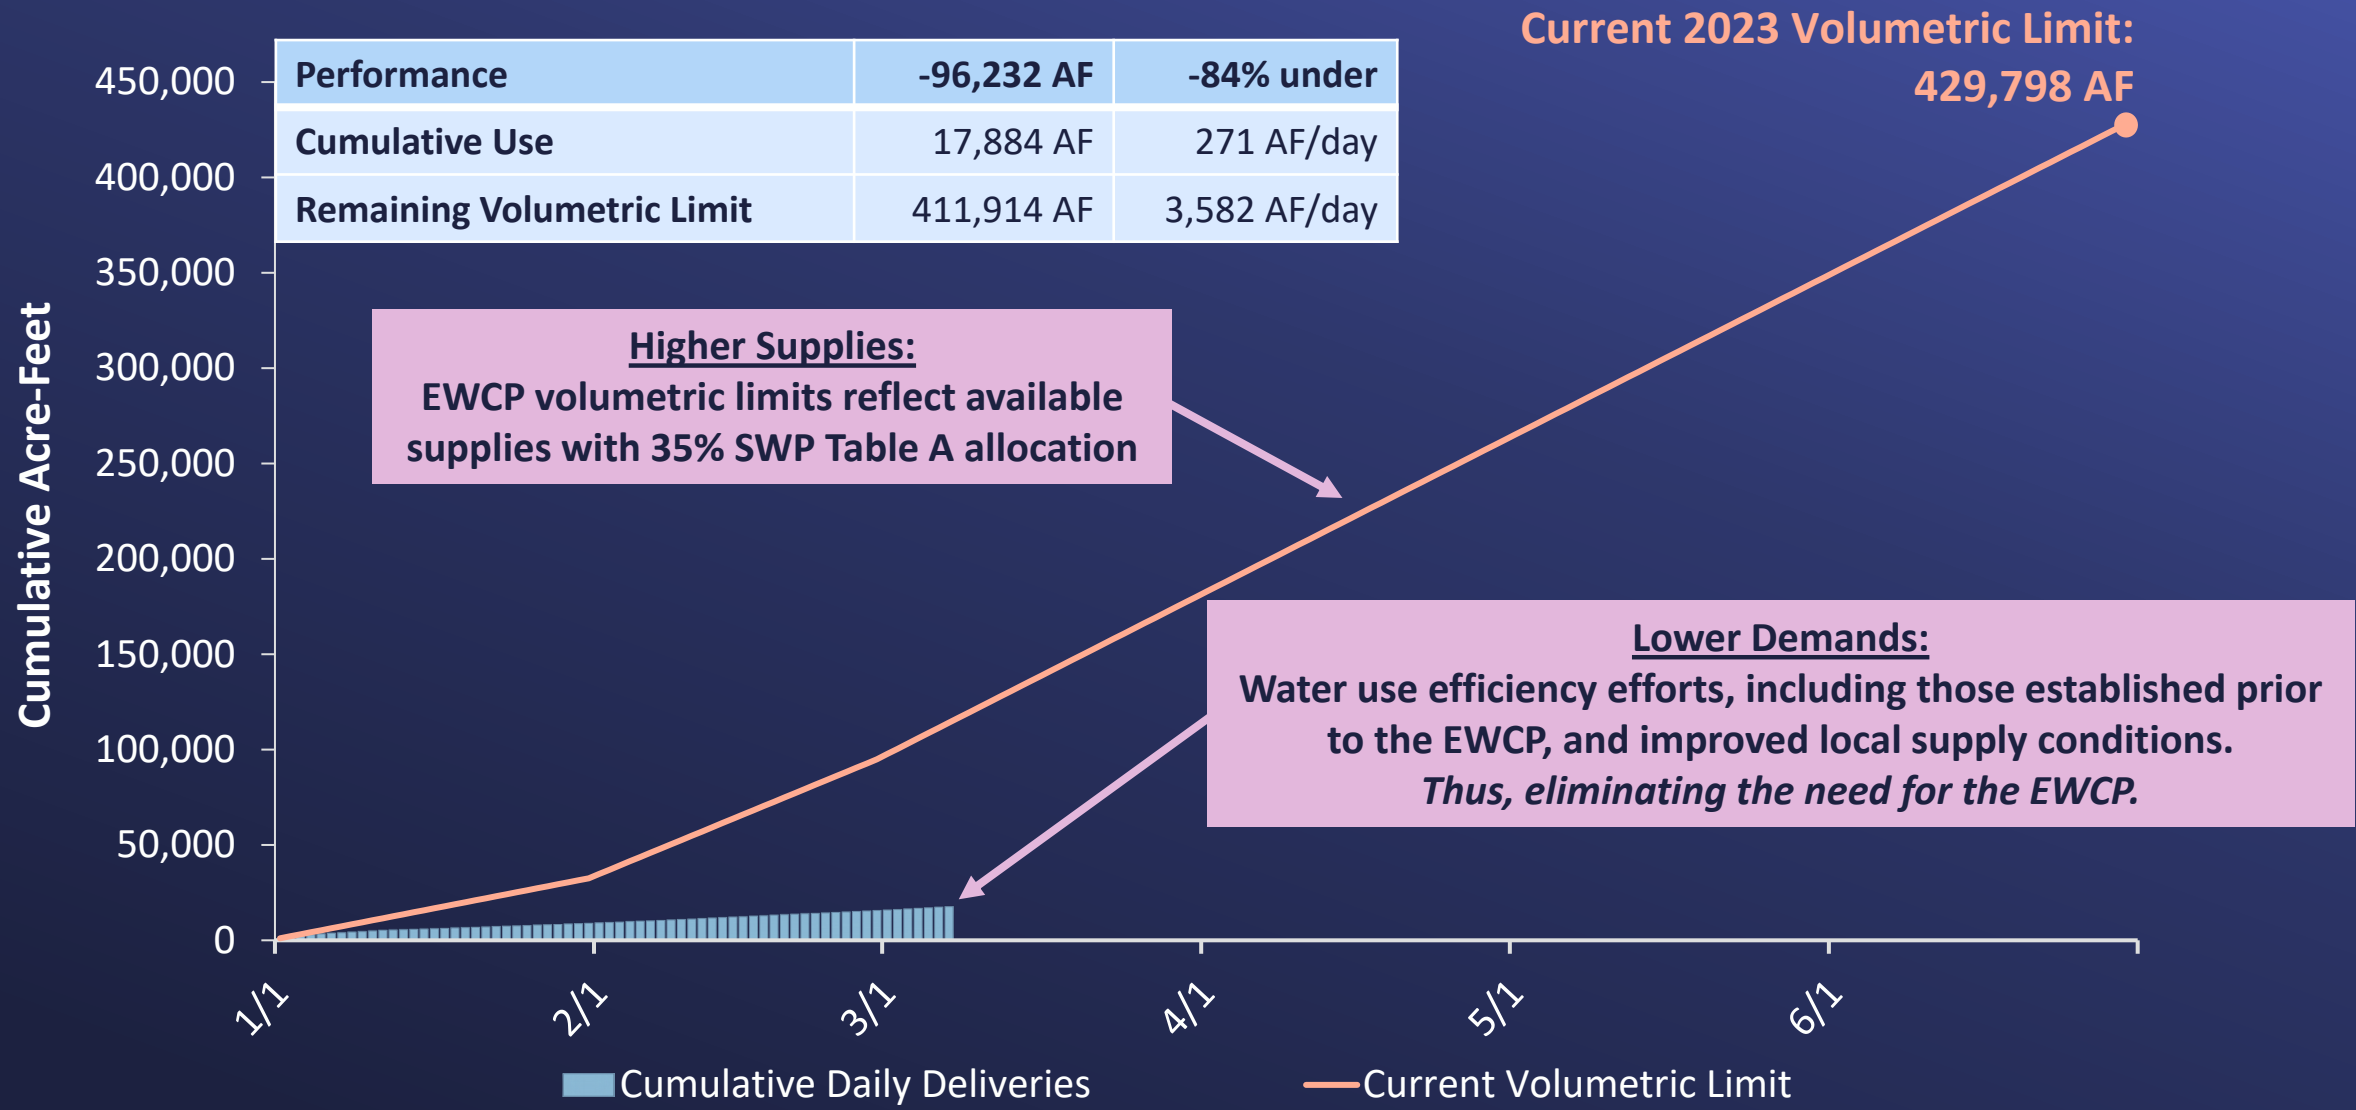 Current 2023 Volumetric Limit:
429,798 AF
Performance -96,232 AF -84% under
Cumulative Use 17,884 AF 271 AF/day
Remaining Volumetric Limit 411,914 AF 3,582 AF/day
Cumulative Acre-Feet
450,000
400,000
350,000
300,000
250,000
200,000
150,000
100,000
50,000
0
Higher Supplies:
EWCP volumetric limits reflect available
supplies with 35% SWP Table A allocation
Lower Demands:
Water use efficiency efforts, including those established prior
to the EWCP, and improved local supply conditions.
Thus, eliminating the need for the EWCP.
1/1 2/1 3/1 4/1 5/1 6/1
Cumulative Daily Deliveries Current Volumetric Limit